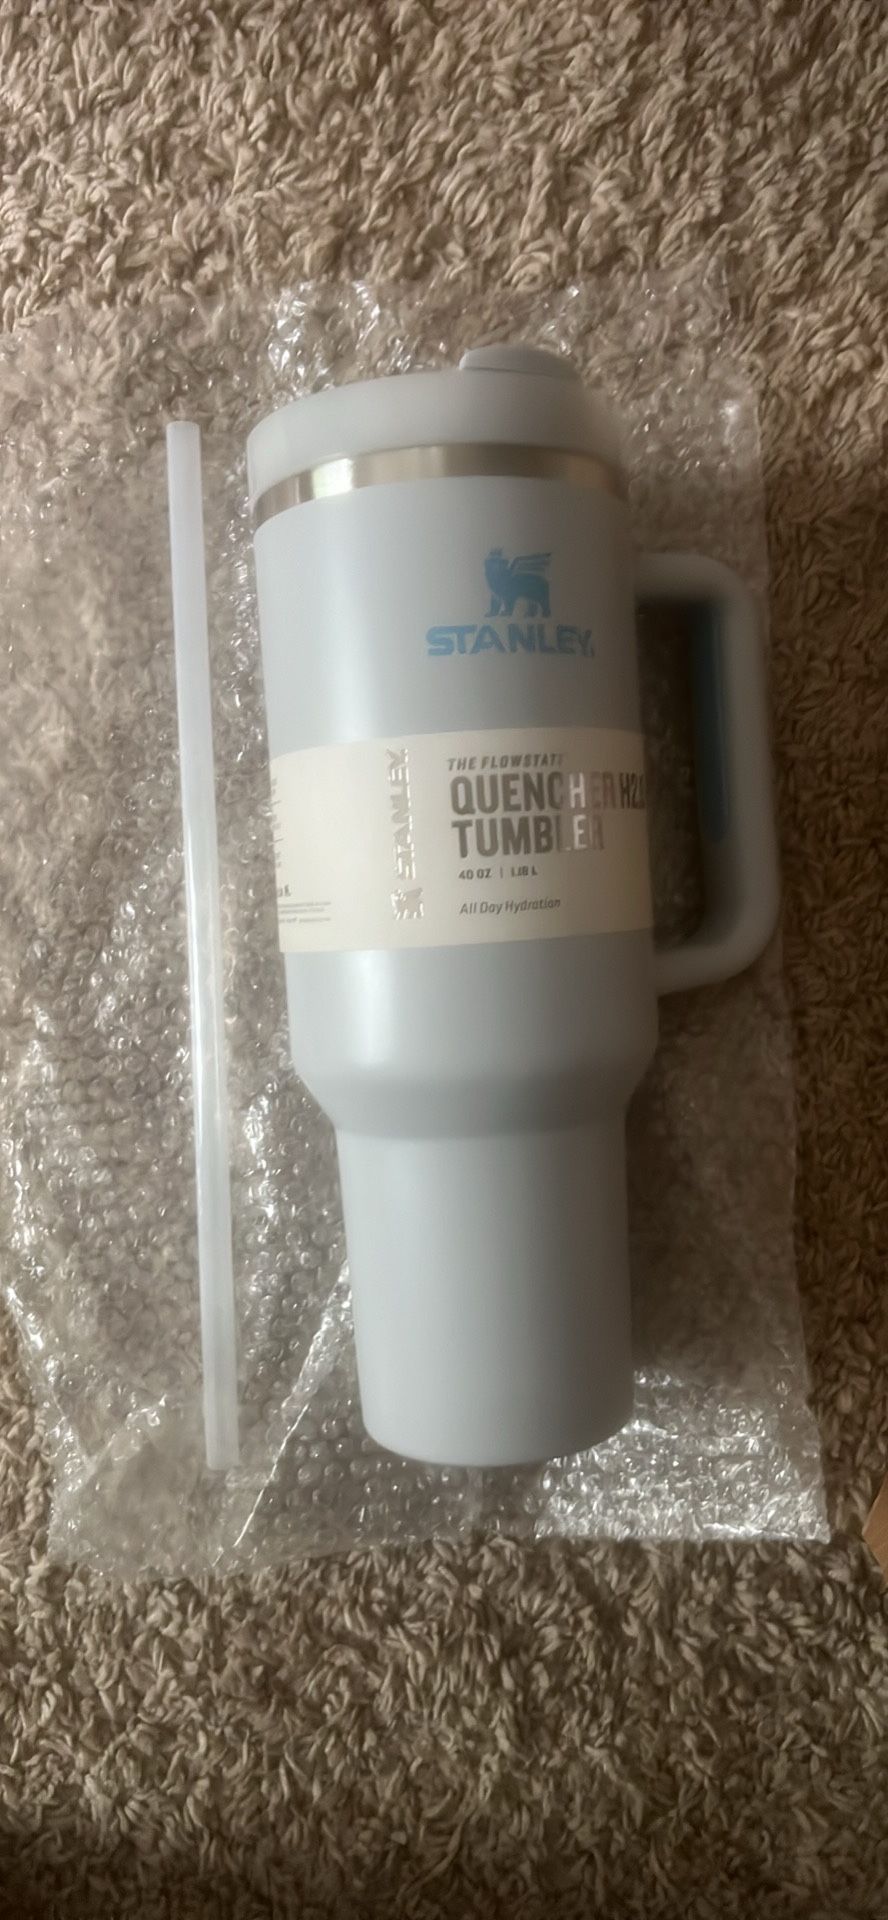 STANLEY
STANLEY
THE FLOWSTATE
QUENCHER H2.0
TUMBLER
40 OZ | 1.18 L
All Day Hydration